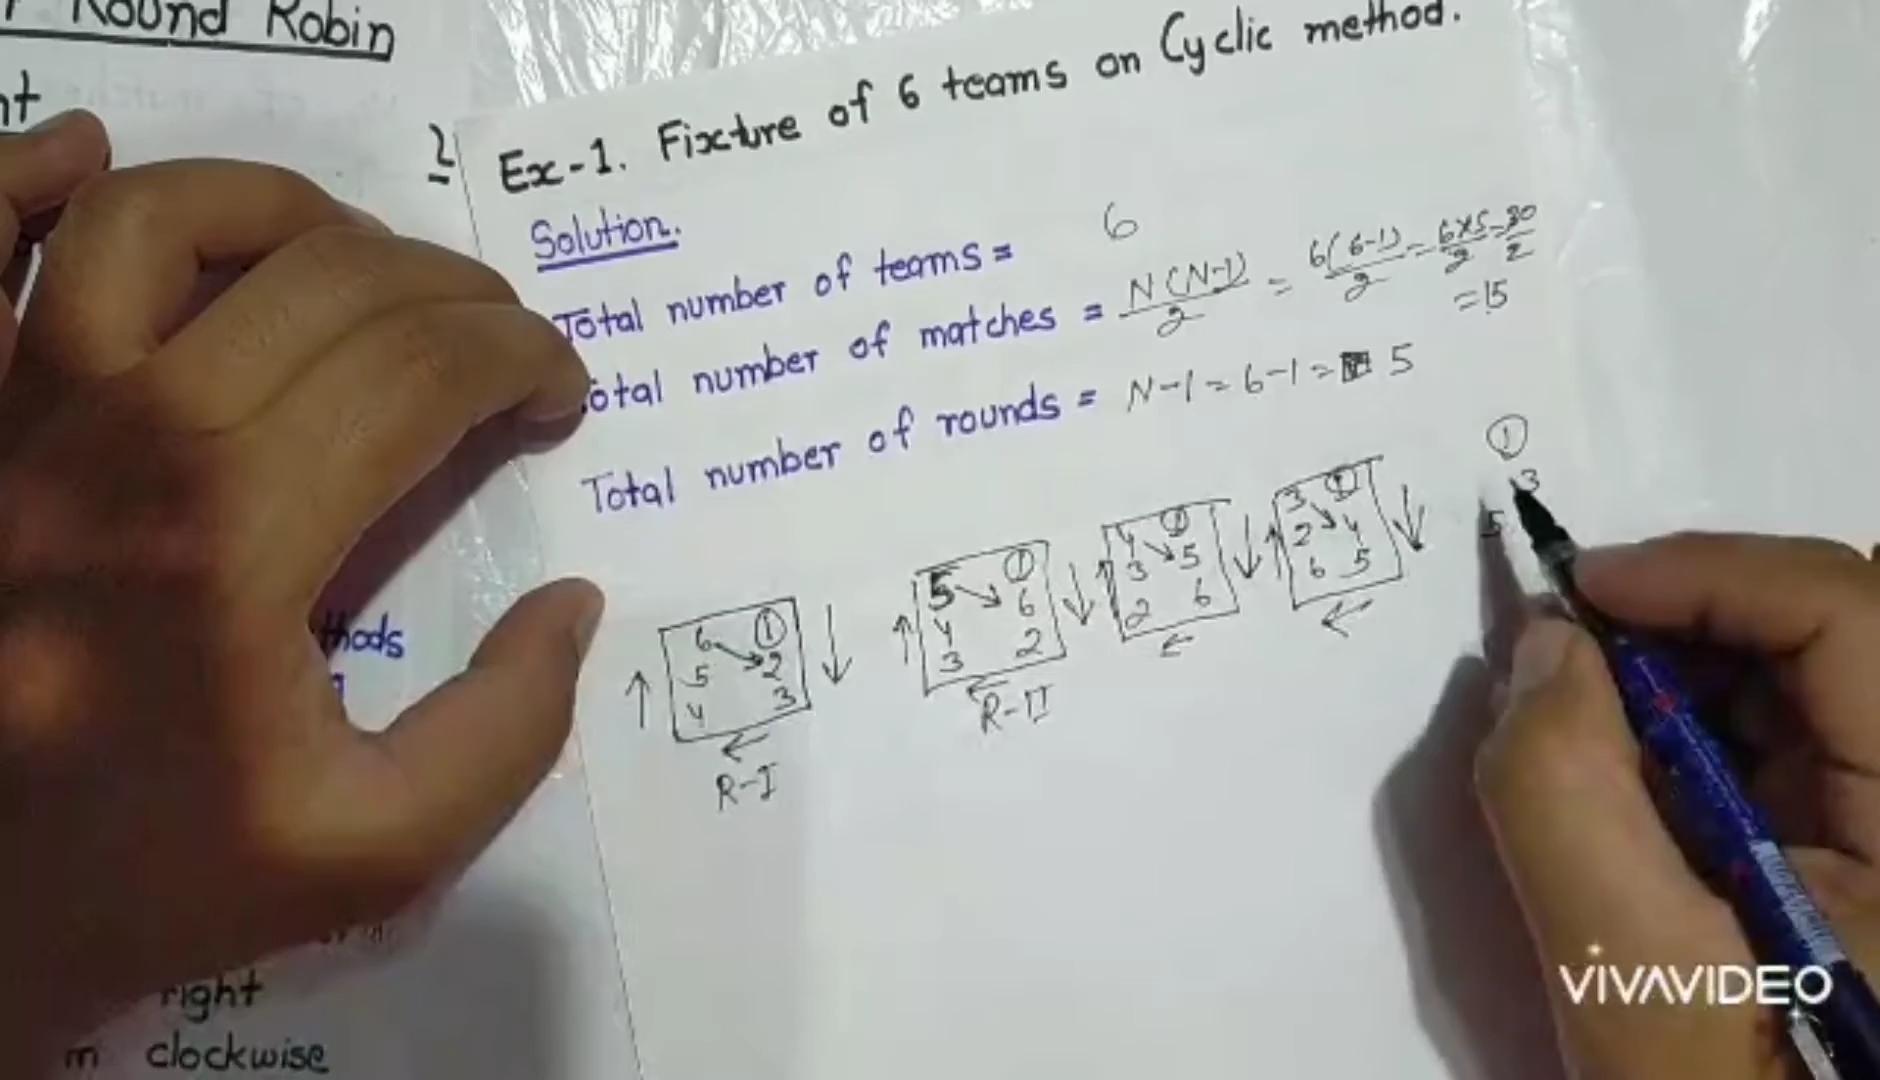 Round Robin
2
Ex-1. Fixture of 6 teams on Cyclic method.
Solution.
Total number of teams = 6
Total number of matches = N(N-1)/2 = 6(6-1)/2 = 6x5/2 = 30/2
= 15
Total number of rounds = N-1 = 6-1 = 5
6 ①
5 2
4 3
R-I
5 ①
4 6
3 2
R-II
4 ①
3 5
2 6
3 ①
2 4
6 5
①
3
5
thods
right
clockwise
VIVAVIDEO